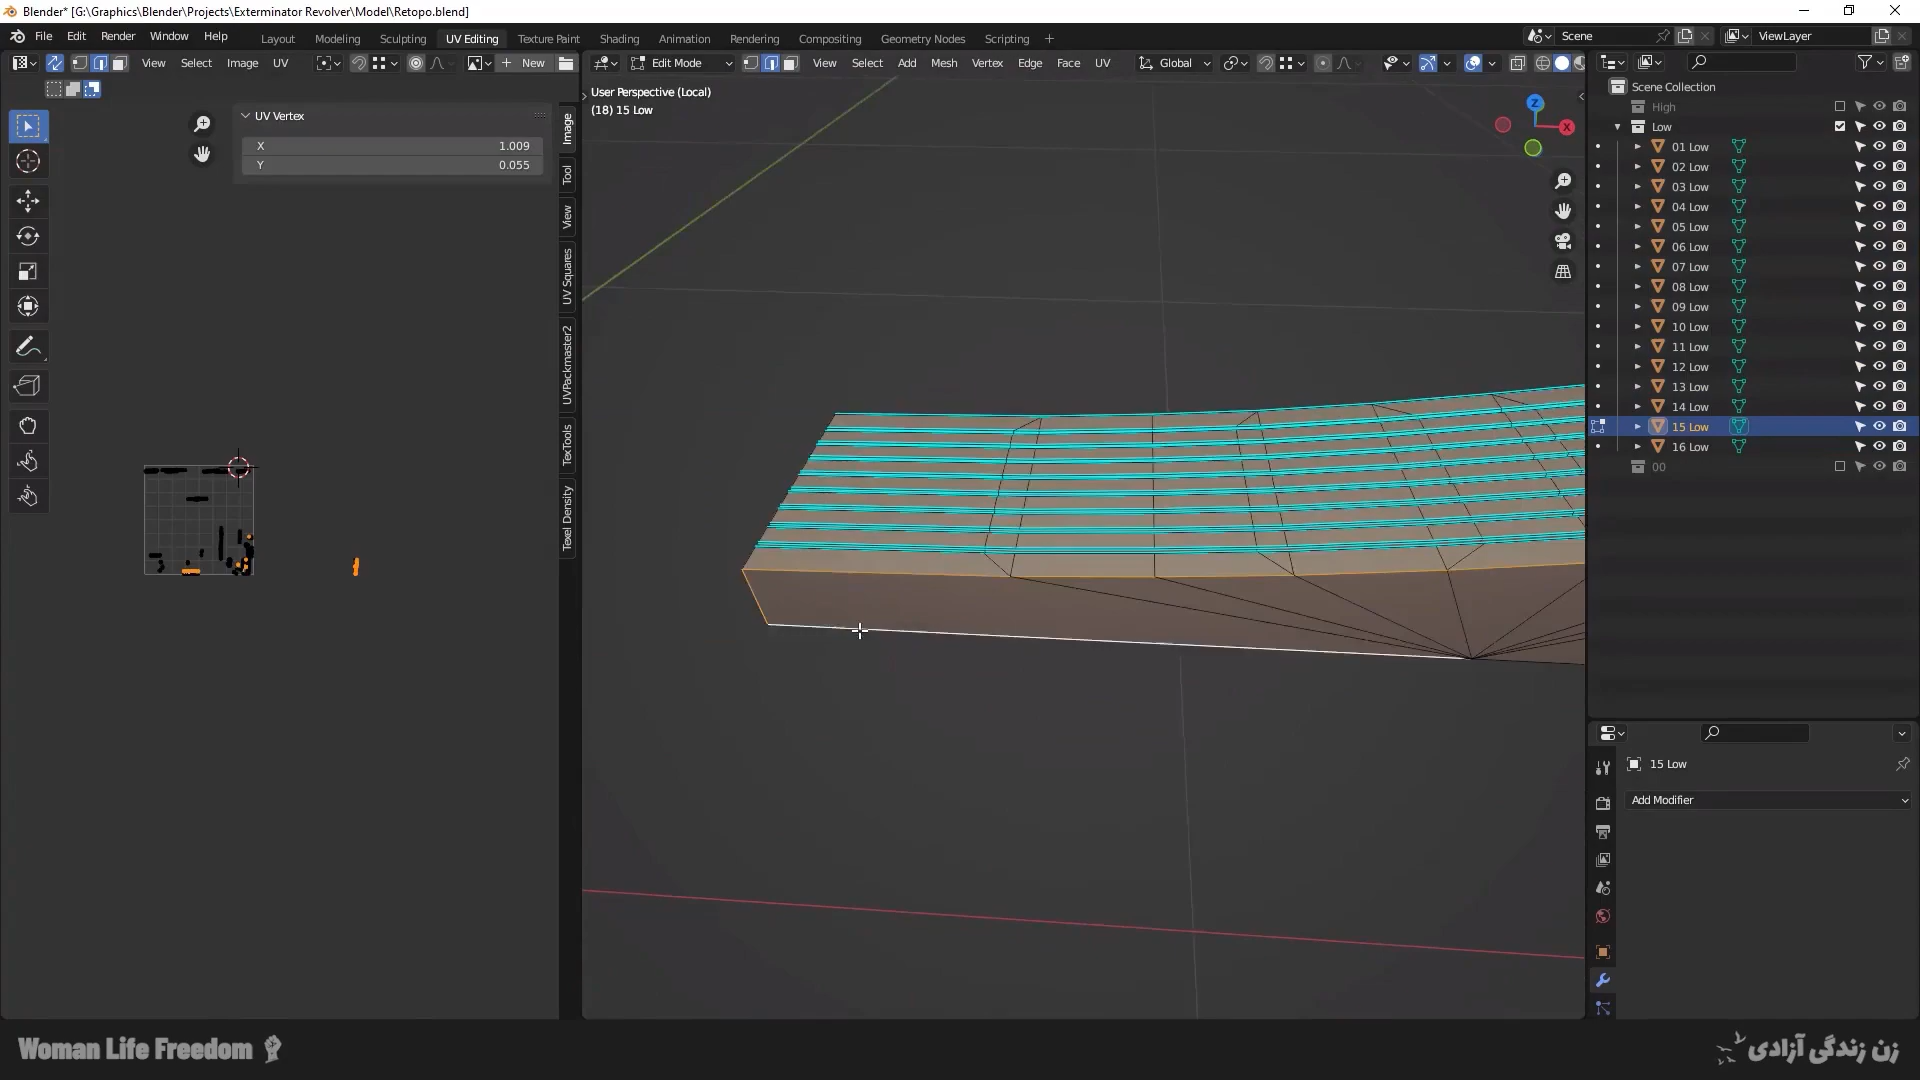 Blender* [G:\Graphics\Blender\Projects\Exterminator Revolver\Model\Retopo.blend]
File Edit Render Window Help
Layout Modeling Sculpting UV Editing Texture Paint Shading Animation Rendering Compositing Geometry Nodes Scripting +
Scene
ViewLayer
View Select Image UV
New
Edit Mode
View Select Add Mesh Vertex Edge Face UV
Global
UV Vertex
X 1.009
Y 0.055
Image
Tool
View
UV Squares
UVPackmaster2
TexTools
Texel Density
User Perspective (Local)
(18) 15 Low
Z
X
Scene Collection
High
Low
01 Low
02 Low
03 Low
04 Low
05 Low
06 Low
07 Low
08 Low
09 Low
10 Low
11 Low
12 Low
13 Low
14 Low
15 Low
16 Low
00
15 Low
Add Modifier
Woman Life Freedom
زن زندگی آزادی